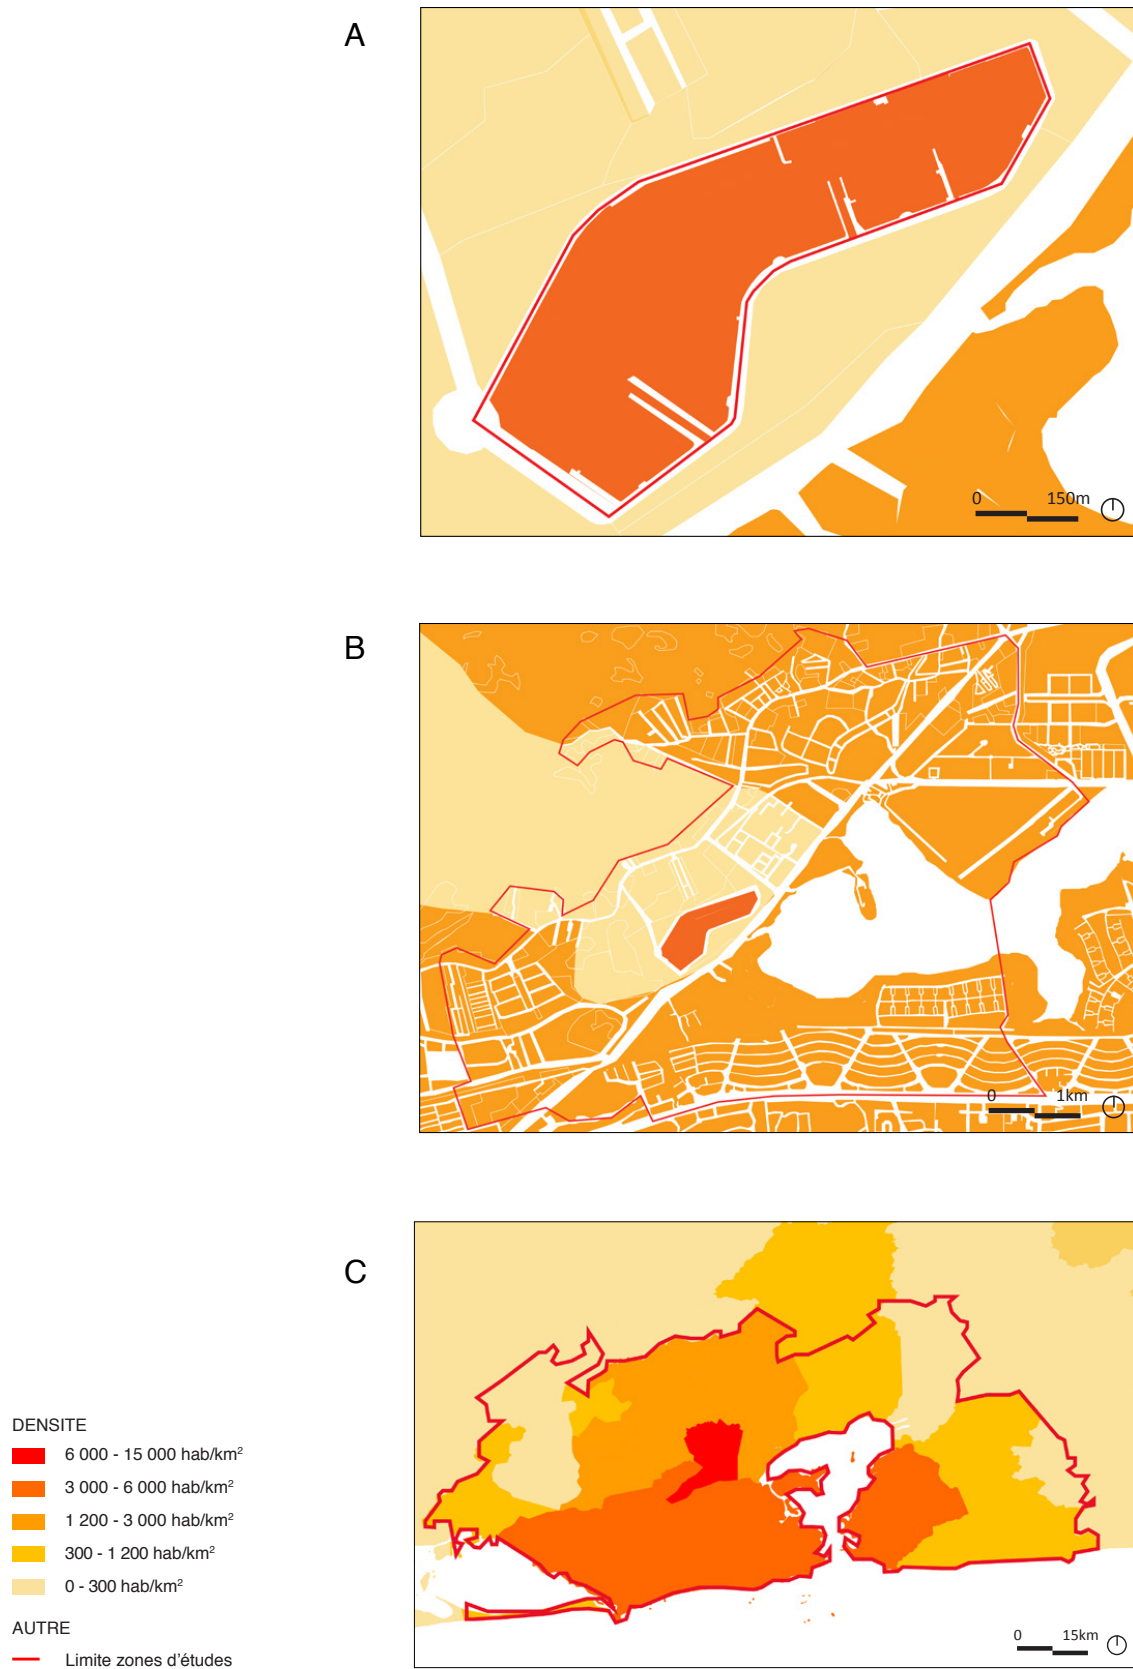 A
0 150m
B
0 1km
C
0 15km
DENSITE
6 000 - 15 000 hab/km²
3 000 - 6 000 hab/km²
1 200 - 3 000 hab/km²
300 - 1 200 hab/km²
0 - 300 hab/km²
AUTRE
Limite zones d'études